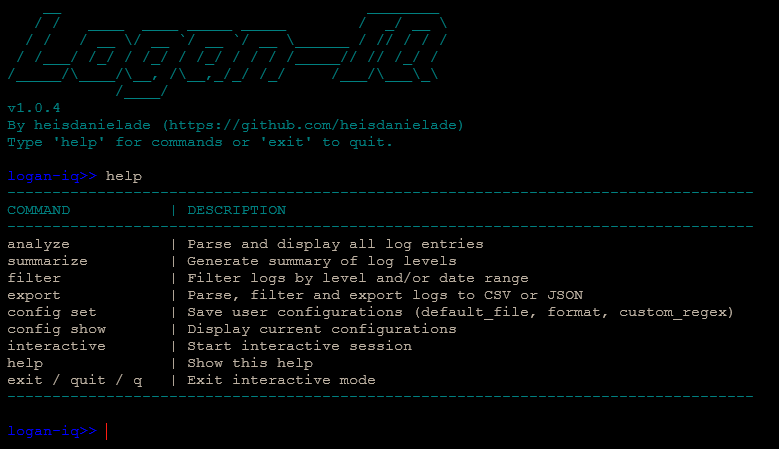 Logan-IQ
v1.0.4
By heisdanielade (https://github.com/heisdanielade)
Type 'help' for commands or 'exit' to quit.
logan-iq>> help
-----------------------------------------------------------------------------------
COMMAND           | DESCRIPTION
-----------------------------------------------------------------------------------
analyze           | Parse and display all log entries
summarize         | Generate summary of log levels
filter            | Filter logs by level and/or date range
export            | Parse, filter and export logs to CSV or JSON
config set        | Save user configurations (default_file, format, custom_regex)
config show       | Display current configurations
interactive       | Start interactive session
help              | Show this help
exit / quit / q   | Exit interactive mode
-----------------------------------------------------------------------------------
logan-iq>>